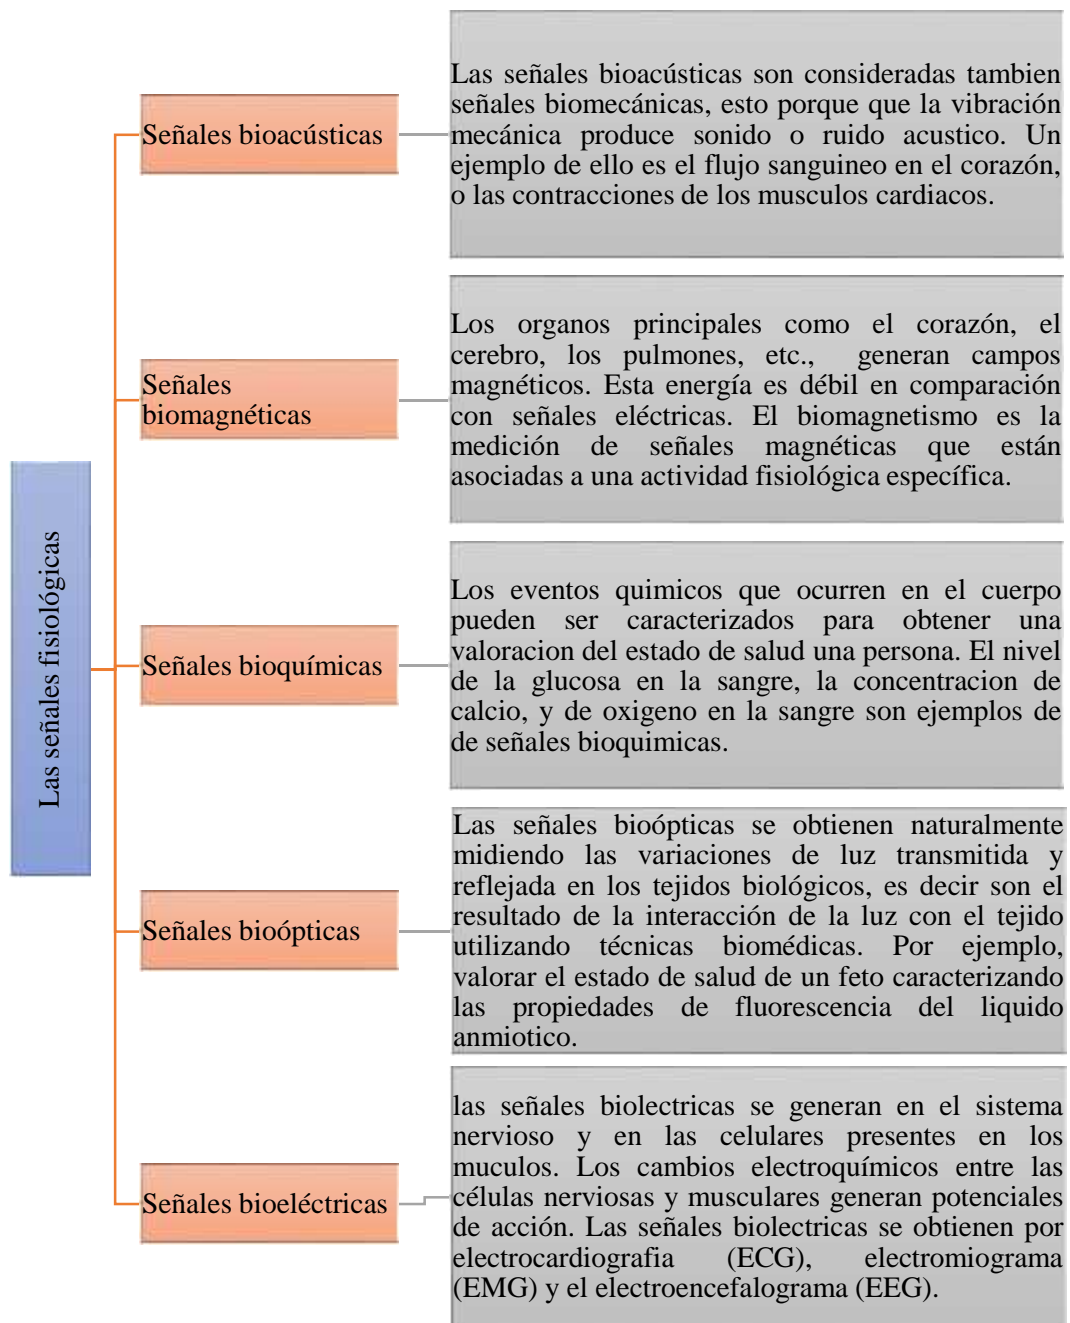 Las señales fisiológicas
Señales bioacústicas
Las señales bioacústicas son consideradas tambien
señales biomecánicas, esto porque que la vibración
mecánica produce sonido o ruido acustico. Un
ejemplo de ello es el flujo sanguineo en el corazón,
o las contracciones de los musculos cardiacos.
Señales
biomagnéticas
Los organos principales como el corazón, el
cerebro, los pulmones, etc., generan campos
magnéticos. Esta energía es débil en comparación
con señales eléctricas. El biomagnetismo es la
medición de señales magnéticas que están
asociadas a una actividad fisiológica específica.
Señales bioquímicas
Los eventos quimicos que ocurren en el cuerpo
pueden ser caracterizados para obtener una
valoracion del estado de salud una persona. El nivel
de la glucosa en la sangre, la concentracion de
calcio, y de oxigeno en la sangre son ejemplos de
de señales bioquimicas.
Señales bioópticas
Las señales bioópticas se obtienen naturalmente
midiendo las variaciones de luz transmitida y
reflejada en los tejidos biológicos, es decir son el
resultado de la interacción de la luz con el tejido
utilizando técnicas biomédicas. Por ejemplo,
valorar el estado de salud de un feto caracterizando
las propiedades de fluorescencia del liquido
anmiotico.
Señales bioeléctricas
las señales biolectricas se generan en el sistema
nervioso y en las celulares presentes en los
muculos. Los cambios electroquímicos entre las
células nerviosas y musculares generan potenciales
de acción. Las señales biolectricas se obtienen por
electrocardiografia (ECG), electromiograma
(EMG) y el electroencefalograma (EEG).